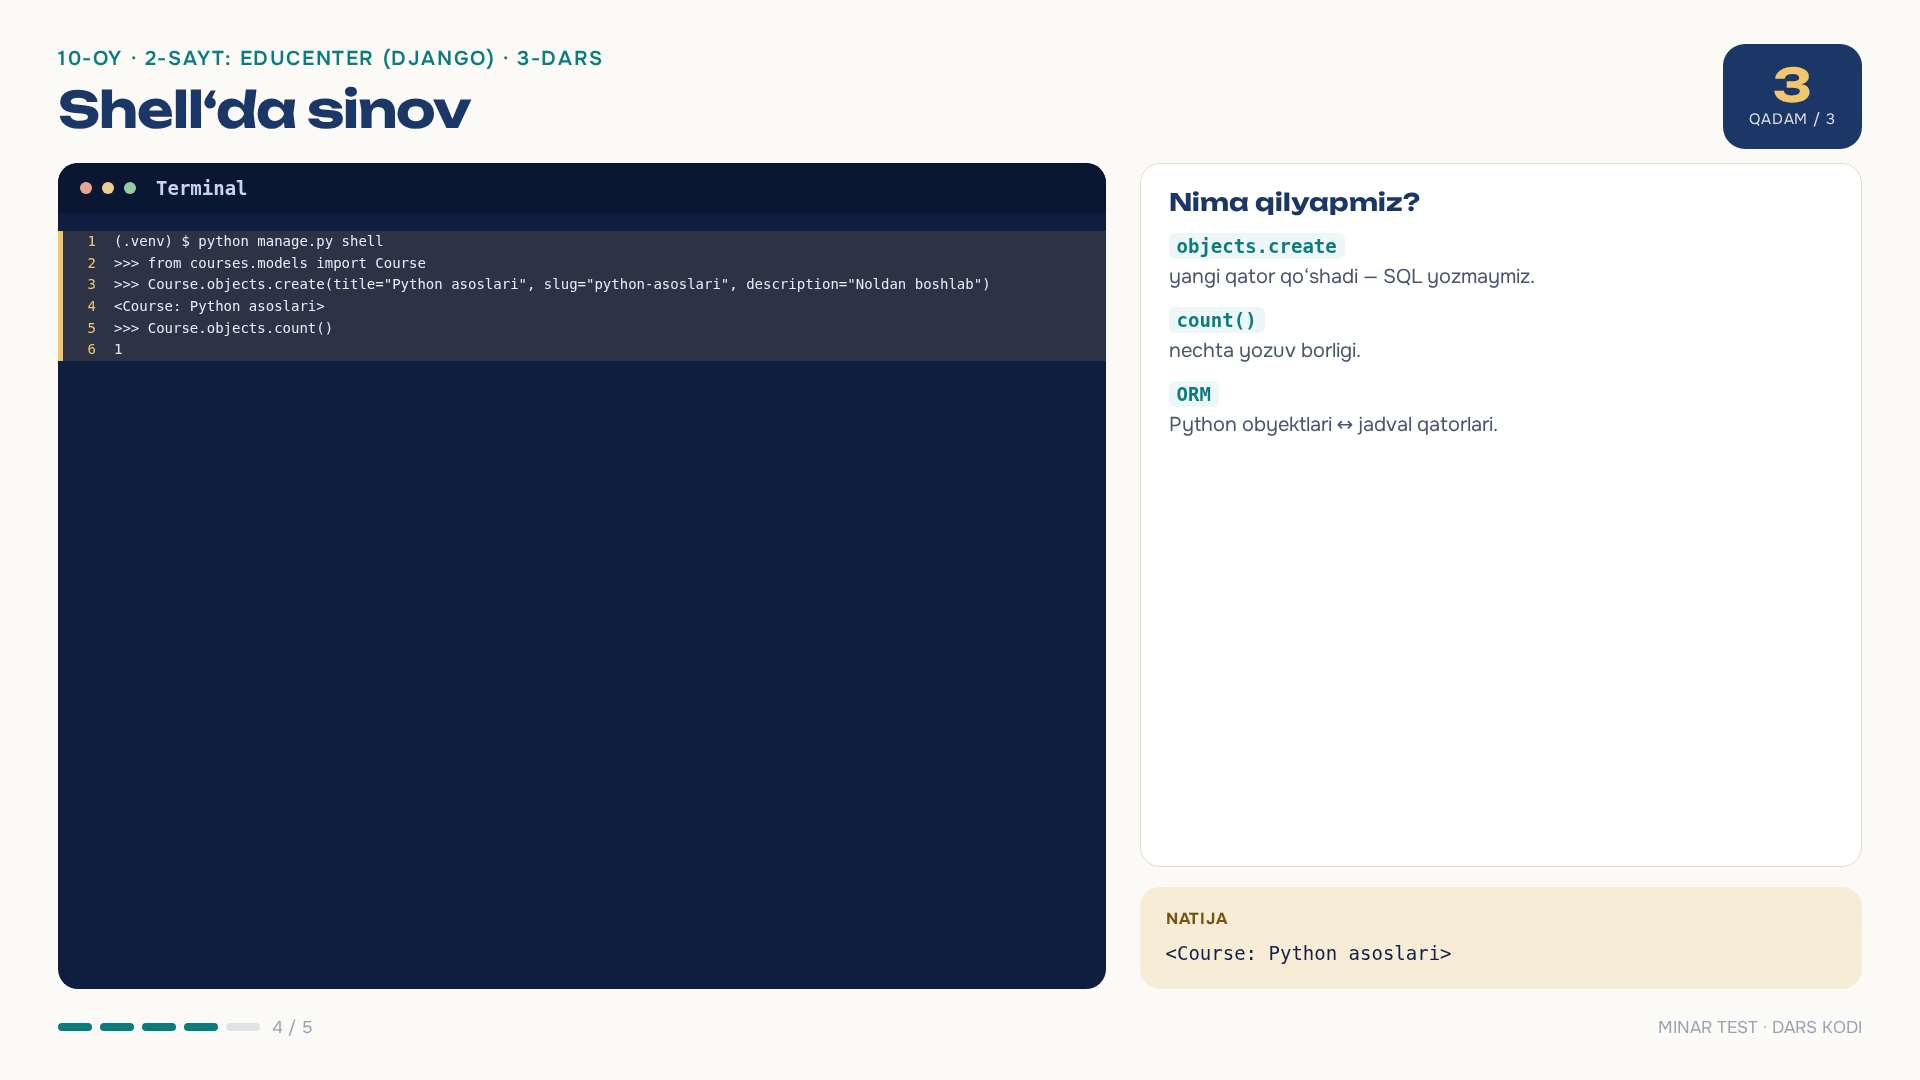 10-OY · 2-SAYT: EDUCENTER (DJANGO) · 3-DARS
Shell‘da sinov
3
QADAM / 3
Terminal
1 (.venv) $ python manage.py shell
2 >>> from courses.models import Course
3 >>> Course.objects.create(title="Python asoslari", slug="python-asoslari", description="Noldan boshlab")
4 <Course: Python asoslari>
5 >>> Course.objects.count()
6 1
Nima qilyapmiz?
objects.create
yangi qator qo‘shadi — SQL yozmaymiz.
count()
nechta yozuv borligi.
ORM
Python obyektlari ↔ jadval qatorlari.
NATIJA
<Course: Python asoslari>
4 / 5
MINAR TEST · DARS KODI